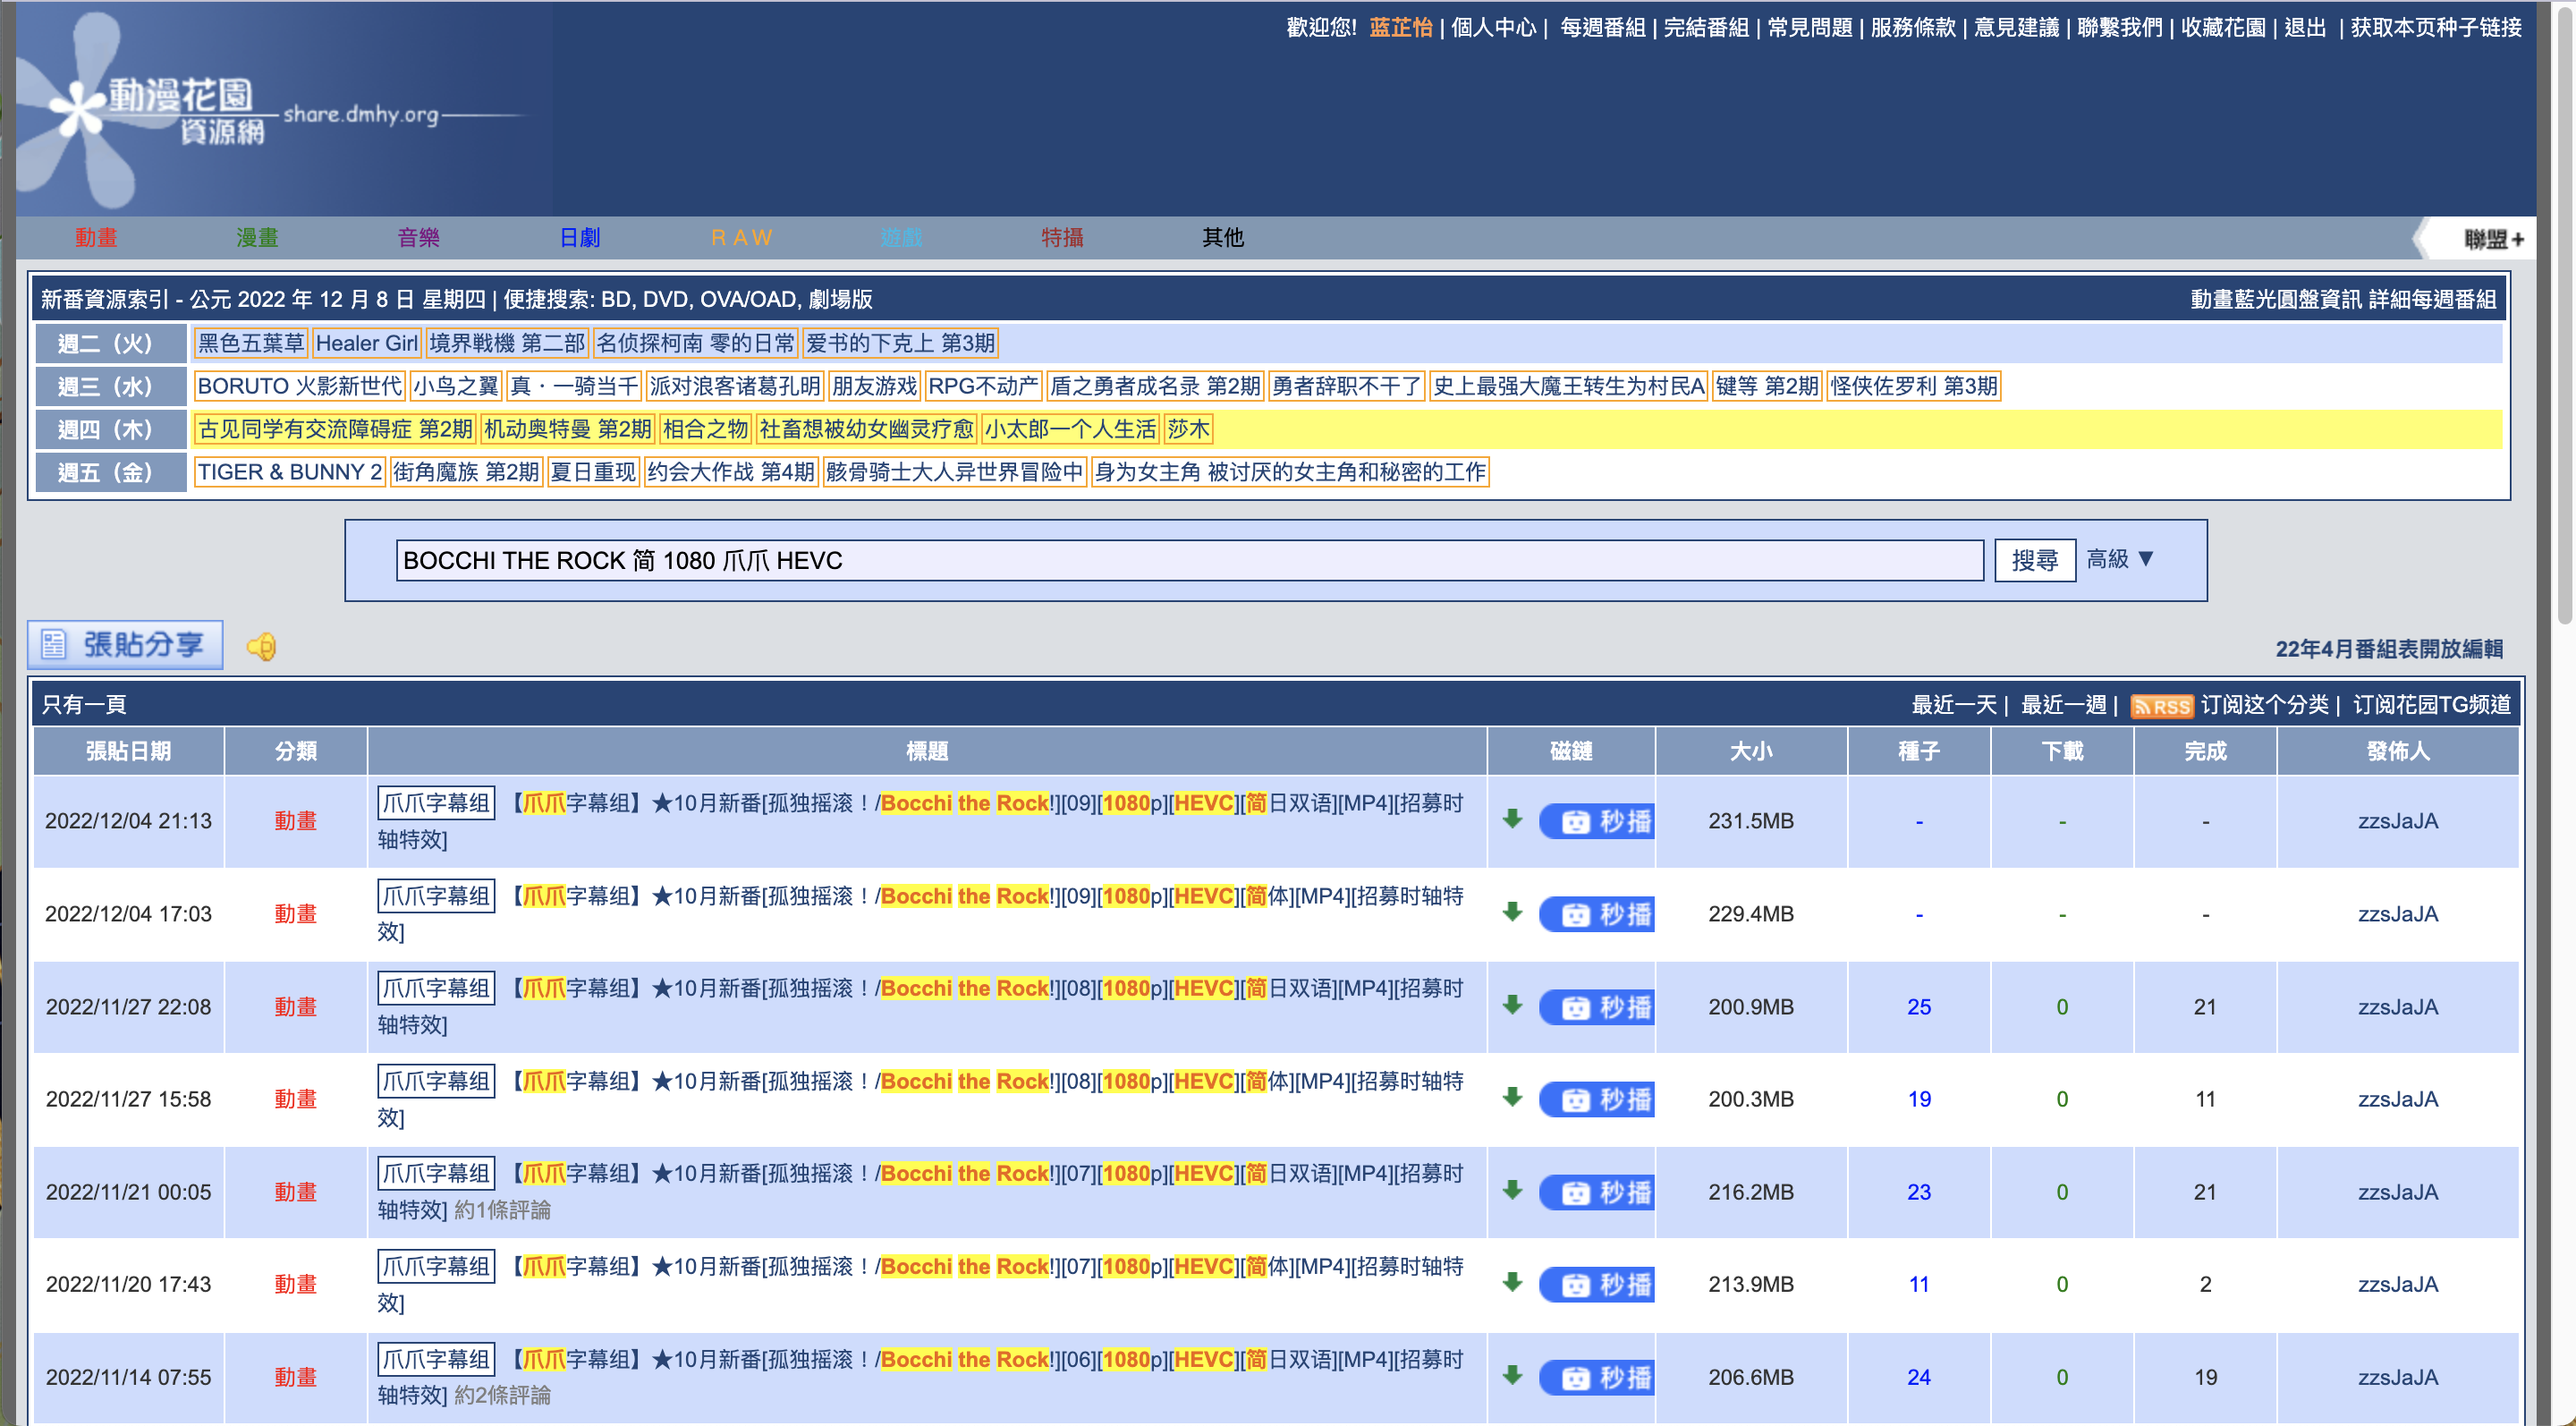 歡迎您! 蓝芷怡 | 個人中心 | 每週番組 | 完結番組 | 常見問題 | 服務條款 | 意見建議 | 聯繫我們 | 收藏花園 | 退出 | 获取本页种子链接
動漫花園
資源網
share.dmhy.org
動畫 漫畫 音樂 日劇 RAW 遊戲 特攝 其他 聯盟+
新番資源索引 - 公元 2022 年 12 月 8 日 星期四 | 便捷搜索: BD, DVD, OVA/OAD, 劇場版 動畫藍光圓盤資訊 詳細每週番組
週二（火） 黑色五葉草 Healer Girl 境界戦機 第二部 名侦探柯南 零的日常 爱书的下克上 第3期
週三（水） BORUTO 火影新世代 小鸟之翼 真・一骑当千 派对浪客诸葛孔明 朋友游戏 RPG不动产 盾之勇者成名录 第2期 勇者辞职不干了 史上最强大魔王转生为村民A 键等 第2期 怪侠佐罗利 第3期
週四（木） 古见同学有交流障碍症 第2期 机动奥特曼 第2期 相合之物 社畜想被幼女幽灵疗愈 小太郎一个人生活 莎木
週五（金） TIGER & BUNNY 2 街角魔族 第2期 夏日重现 约会大作战 第4期 骸骨骑士大人异世界冒险中 身为女主角 被讨厌的女主角和秘密的工作
BOCCHI THE ROCK 简 1080 爪爪 HEVC 搜尋 高級 ▼
張貼分享 22年4月番組表開放編輯
只有一頁 最近一天 | 最近一週 | RSS 订阅这个分类 | 订阅花园TG频道
張貼日期 分類 標題 磁鏈 大小 種子 下載 完成 發佈人
2022/12/04 21:13 動畫 爪爪字幕组 【爪爪字幕组】★10月新番[孤独摇滚！/Bocchi the Rock!][09][1080p][HEVC][简日双语][MP4][招募时 秒播 231.5MB - - - zzsJaJA
轴特效]
2022/12/04 17:03 動畫 爪爪字幕组 【爪爪字幕组】★10月新番[孤独摇滚！/Bocchi the Rock!][09][1080p][HEVC][简体][MP4][招募时轴特 秒播 229.4MB - - - zzsJaJA
效]
2022/11/27 22:08 動畫 爪爪字幕组 【爪爪字幕组】★10月新番[孤独摇滚！/Bocchi the Rock!][08][1080p][HEVC][简日双语][MP4][招募时 秒播 200.9MB 25 0 21 zzsJaJA
轴特效]
2022/11/27 15:58 動畫 爪爪字幕组 【爪爪字幕组】★10月新番[孤独摇滚！/Bocchi the Rock!][08][1080p][HEVC][简体][MP4][招募时轴特 秒播 200.3MB 19 0 11 zzsJaJA
效]
2022/11/21 00:05 動畫 爪爪字幕组 【爪爪字幕组】★10月新番[孤独摇滚！/Bocchi the Rock!][07][1080p][HEVC][简日双语][MP4][招募时 秒播 216.2MB 23 0 21 zzsJaJA
轴特效] 約1條評論
2022/11/20 17:43 動畫 爪爪字幕组 【爪爪字幕组】★10月新番[孤独摇滚！/Bocchi the Rock!][07][1080p][HEVC][简体][MP4][招募时轴特 秒播 213.9MB 11 0 2 zzsJaJA
效]
2022/11/14 07:55 動畫 爪爪字幕组 【爪爪字幕组】★10月新番[孤独摇滚！/Bocchi the Rock!][06][1080p][HEVC][简日双语][MP4][招募时 秒播 206.6MB 24 0 19 zzsJaJA
轴特效] 約2條評論